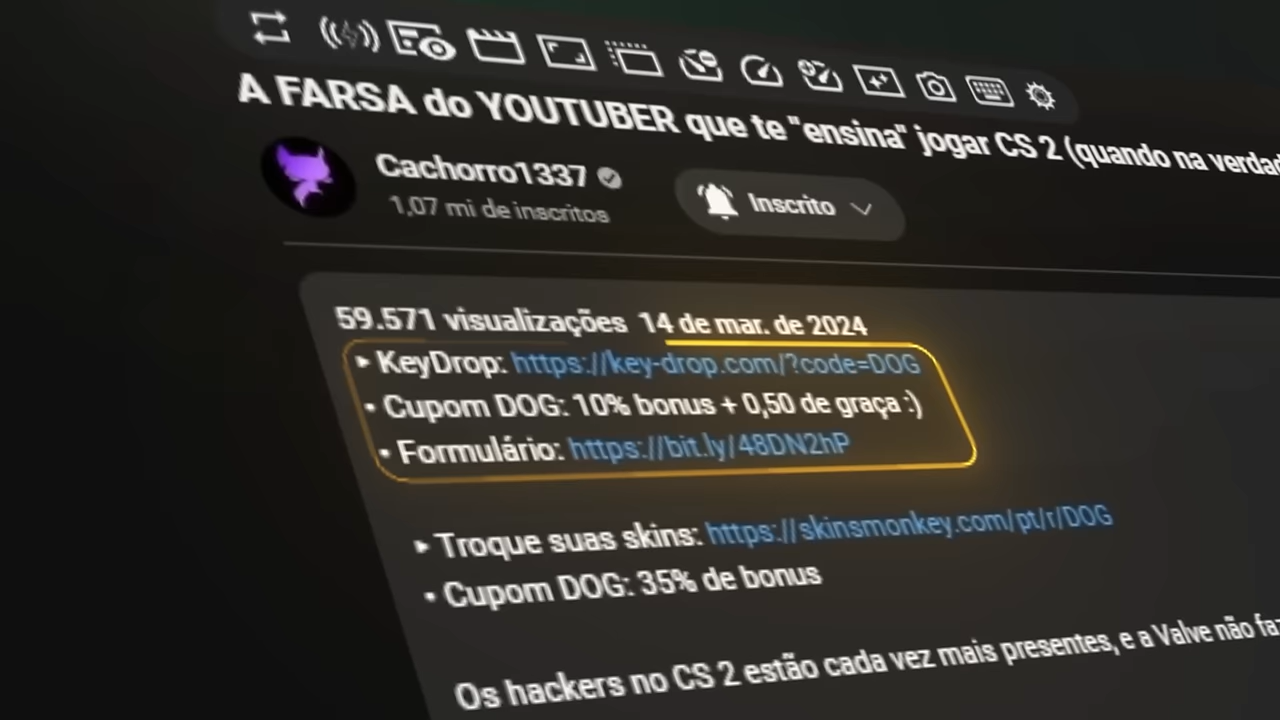 A FARSA do YOUTUBER que te "ensina" jogar CS 2 (quando na
Cachorro1337
1,07 mi de inscritos
Inscrito
59.571 visualizações 14 de mar. de 2024
▸ KeyDrop: https://key-drop.com/?code=DOG
• Cupom DOG: 10% bonus + 0,50 de graça :)
• Formulário: https://bit.ly/48DN2hP
▸ Troque suas skins: https://skinsmonkey.com/pt/r/DOG
• Cupom DOG: 35% de bonus
Os hackers no CS 2 estão cada vez mais presentes, e a Valve não